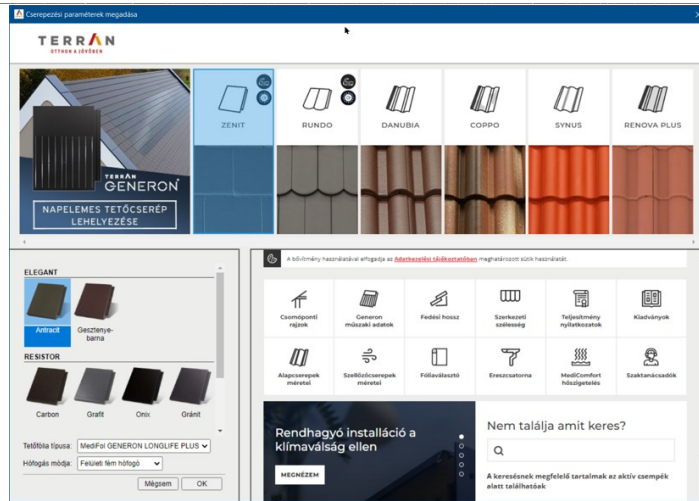 Cserepezési paraméterek megadása
TERRAN
OTTHON A JÖVŐBEN
TERRAN
GENERON
NAPELEMES TETŐCSERÉP
LEHELYEZÉSE
ZENIT
RUNDO
DANUBIA
COPPO
SYNUS
RENOVA PLUS
ELEGANT
Antracit
Gesztenye-
barna
RESISTOR
Carbon
Grafit
Onix
Gránit
Tetőfólia típusa:
MediFol GENERON LONGLIFE PLUS
Hófogás módja:
Felületi fém hófogó
Mégsem
OK
A bővítmény használatával elfogadja az Adatkezelési tájékoztatóben meghatározott sütik használatát.
Csomóponti
rajzok
Generon
műszaki adatok
Fedési hossz
Szerkezeti
szélesség
Teljesítmény
nyilatkozatok
Kiadványok
Alapcserepek
méretei
Szellőzőcserepek
méretei
Fóliaválasztó
Ereszcsatorna
MediComfort
hőszigetelés
Szaktanácsadók
Rendhagyó installáció a
klímaválság ellen
MEGNÉZEM
Nem találja amit keres?
A keresésnek megfelelő tartalmak az aktív csempék
alatt találhatóak